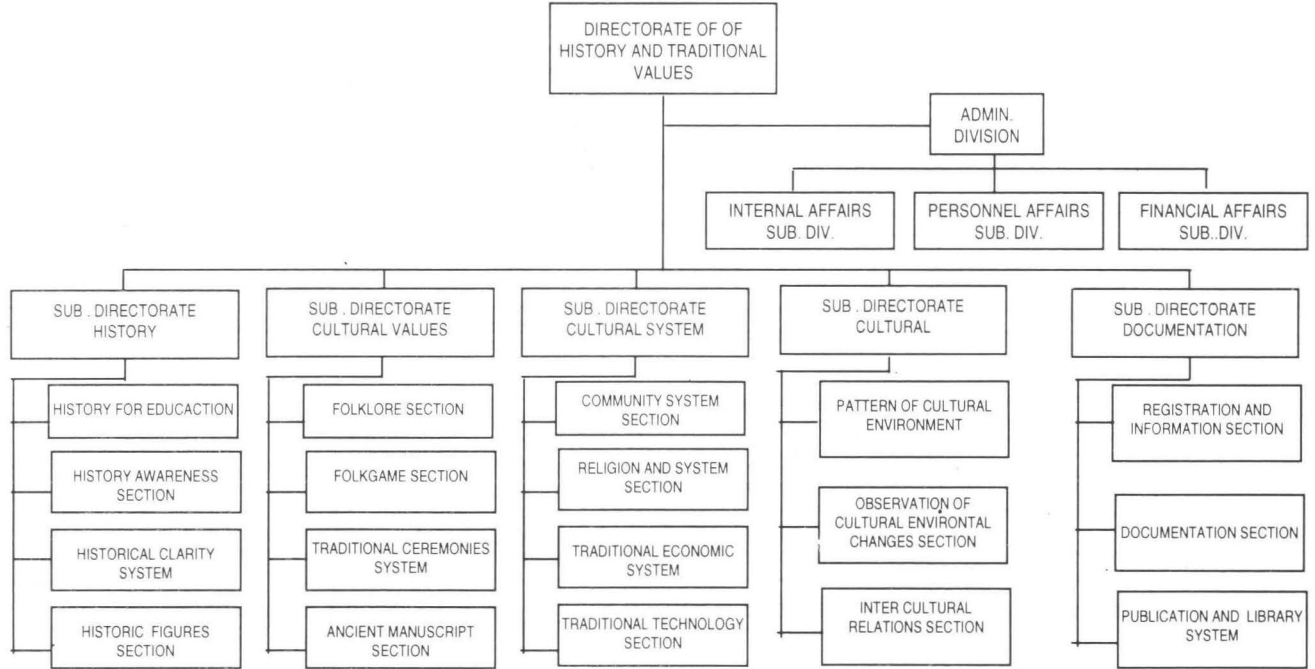 DIRECTORATE OF OF
HISTORY AND TRADITIONAL
VALUES
ADMIN.
DIVISION
INTERNAL AFFAIRS
SUB. DIV.
PERSONNEL AFFAIRS
SUB. DIV.
FINANCIAL AFFAIRS
SUB..DIV.
SUB . DIRECTORATE
HISTORY
SUB . DIRECTORATE
CULTURAL VALUES
SUB . DIRECTORATE
CULTURAL SYSTEM
SUB . DIRECTORATE
CULTURAL
SUB . DIRECTORATE
DOCUMENTATION
HISTORY FOR EDUCACTION
HISTORY AWARENESS
SECTION
HISTORICAL CLARITY
SYSTEM
HISTORIC FIGURES
SECTION
FOLKLORE SECTION
FOLKGAME SECTION
TRADITIONAL CEREMONIES
SYSTEM
ANCIENT MANUSCRIPT
SECTION
COMMUNITY SYSTEM
SECTION
RELIGION AND SYSTEM
SECTION
TRADITIONAL ECONOMIC
SYSTEM
TRADITIONAL TECHNOLOGY
SECTION
PATTERN OF CULTURAL
ENVIRONMENT
OBSERVATION OF
CULTURAL ENVIRONTAL
CHANGES SECTION
INTER CULTURAL
RELATIONS SECTION
REGISTRATION AND
INFORMATION SECTION
DOCUMENTATION SECTION
PUBLICATION AND LIBRARY
SYSTEM